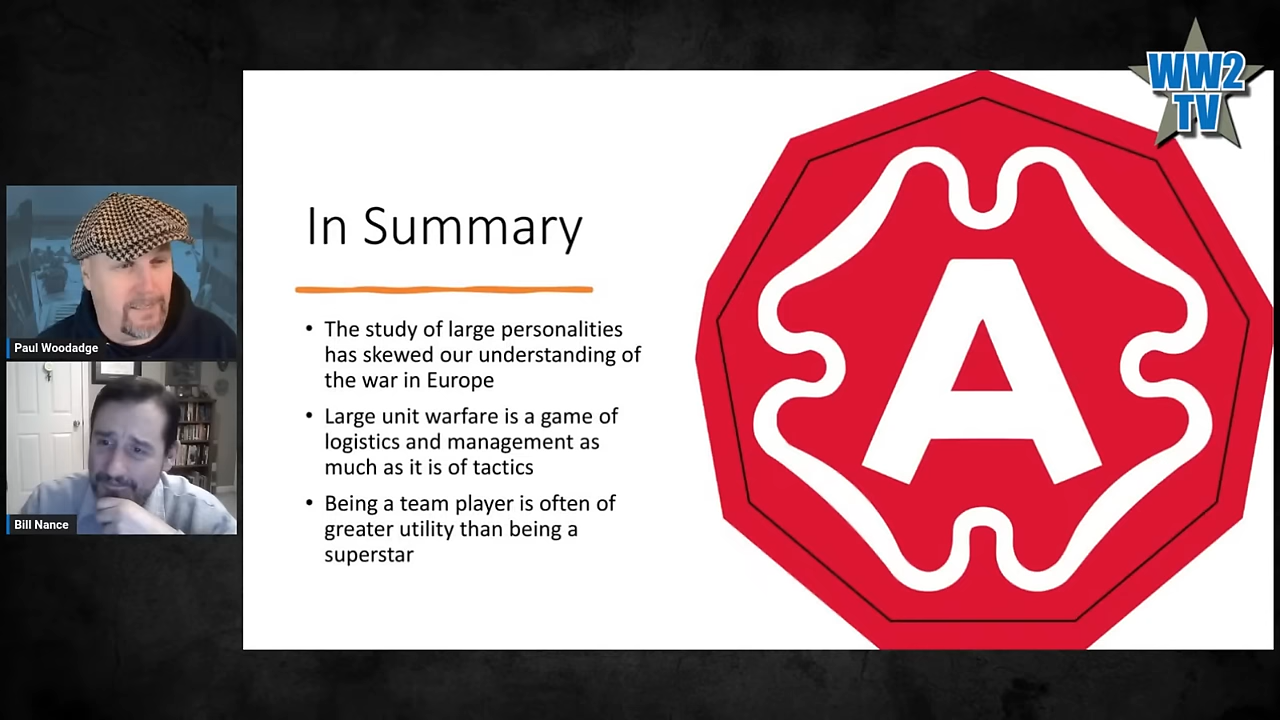 WW2
TV
In Summary
• The study of large personalities
has skewed our understanding of
the war in Europe
• Large unit warfare is a game of
logistics and management as
much as it is of tactics
• Being a team player is often of
greater utility than being a
superstar
A
Paul Woodadge
Bill Nance